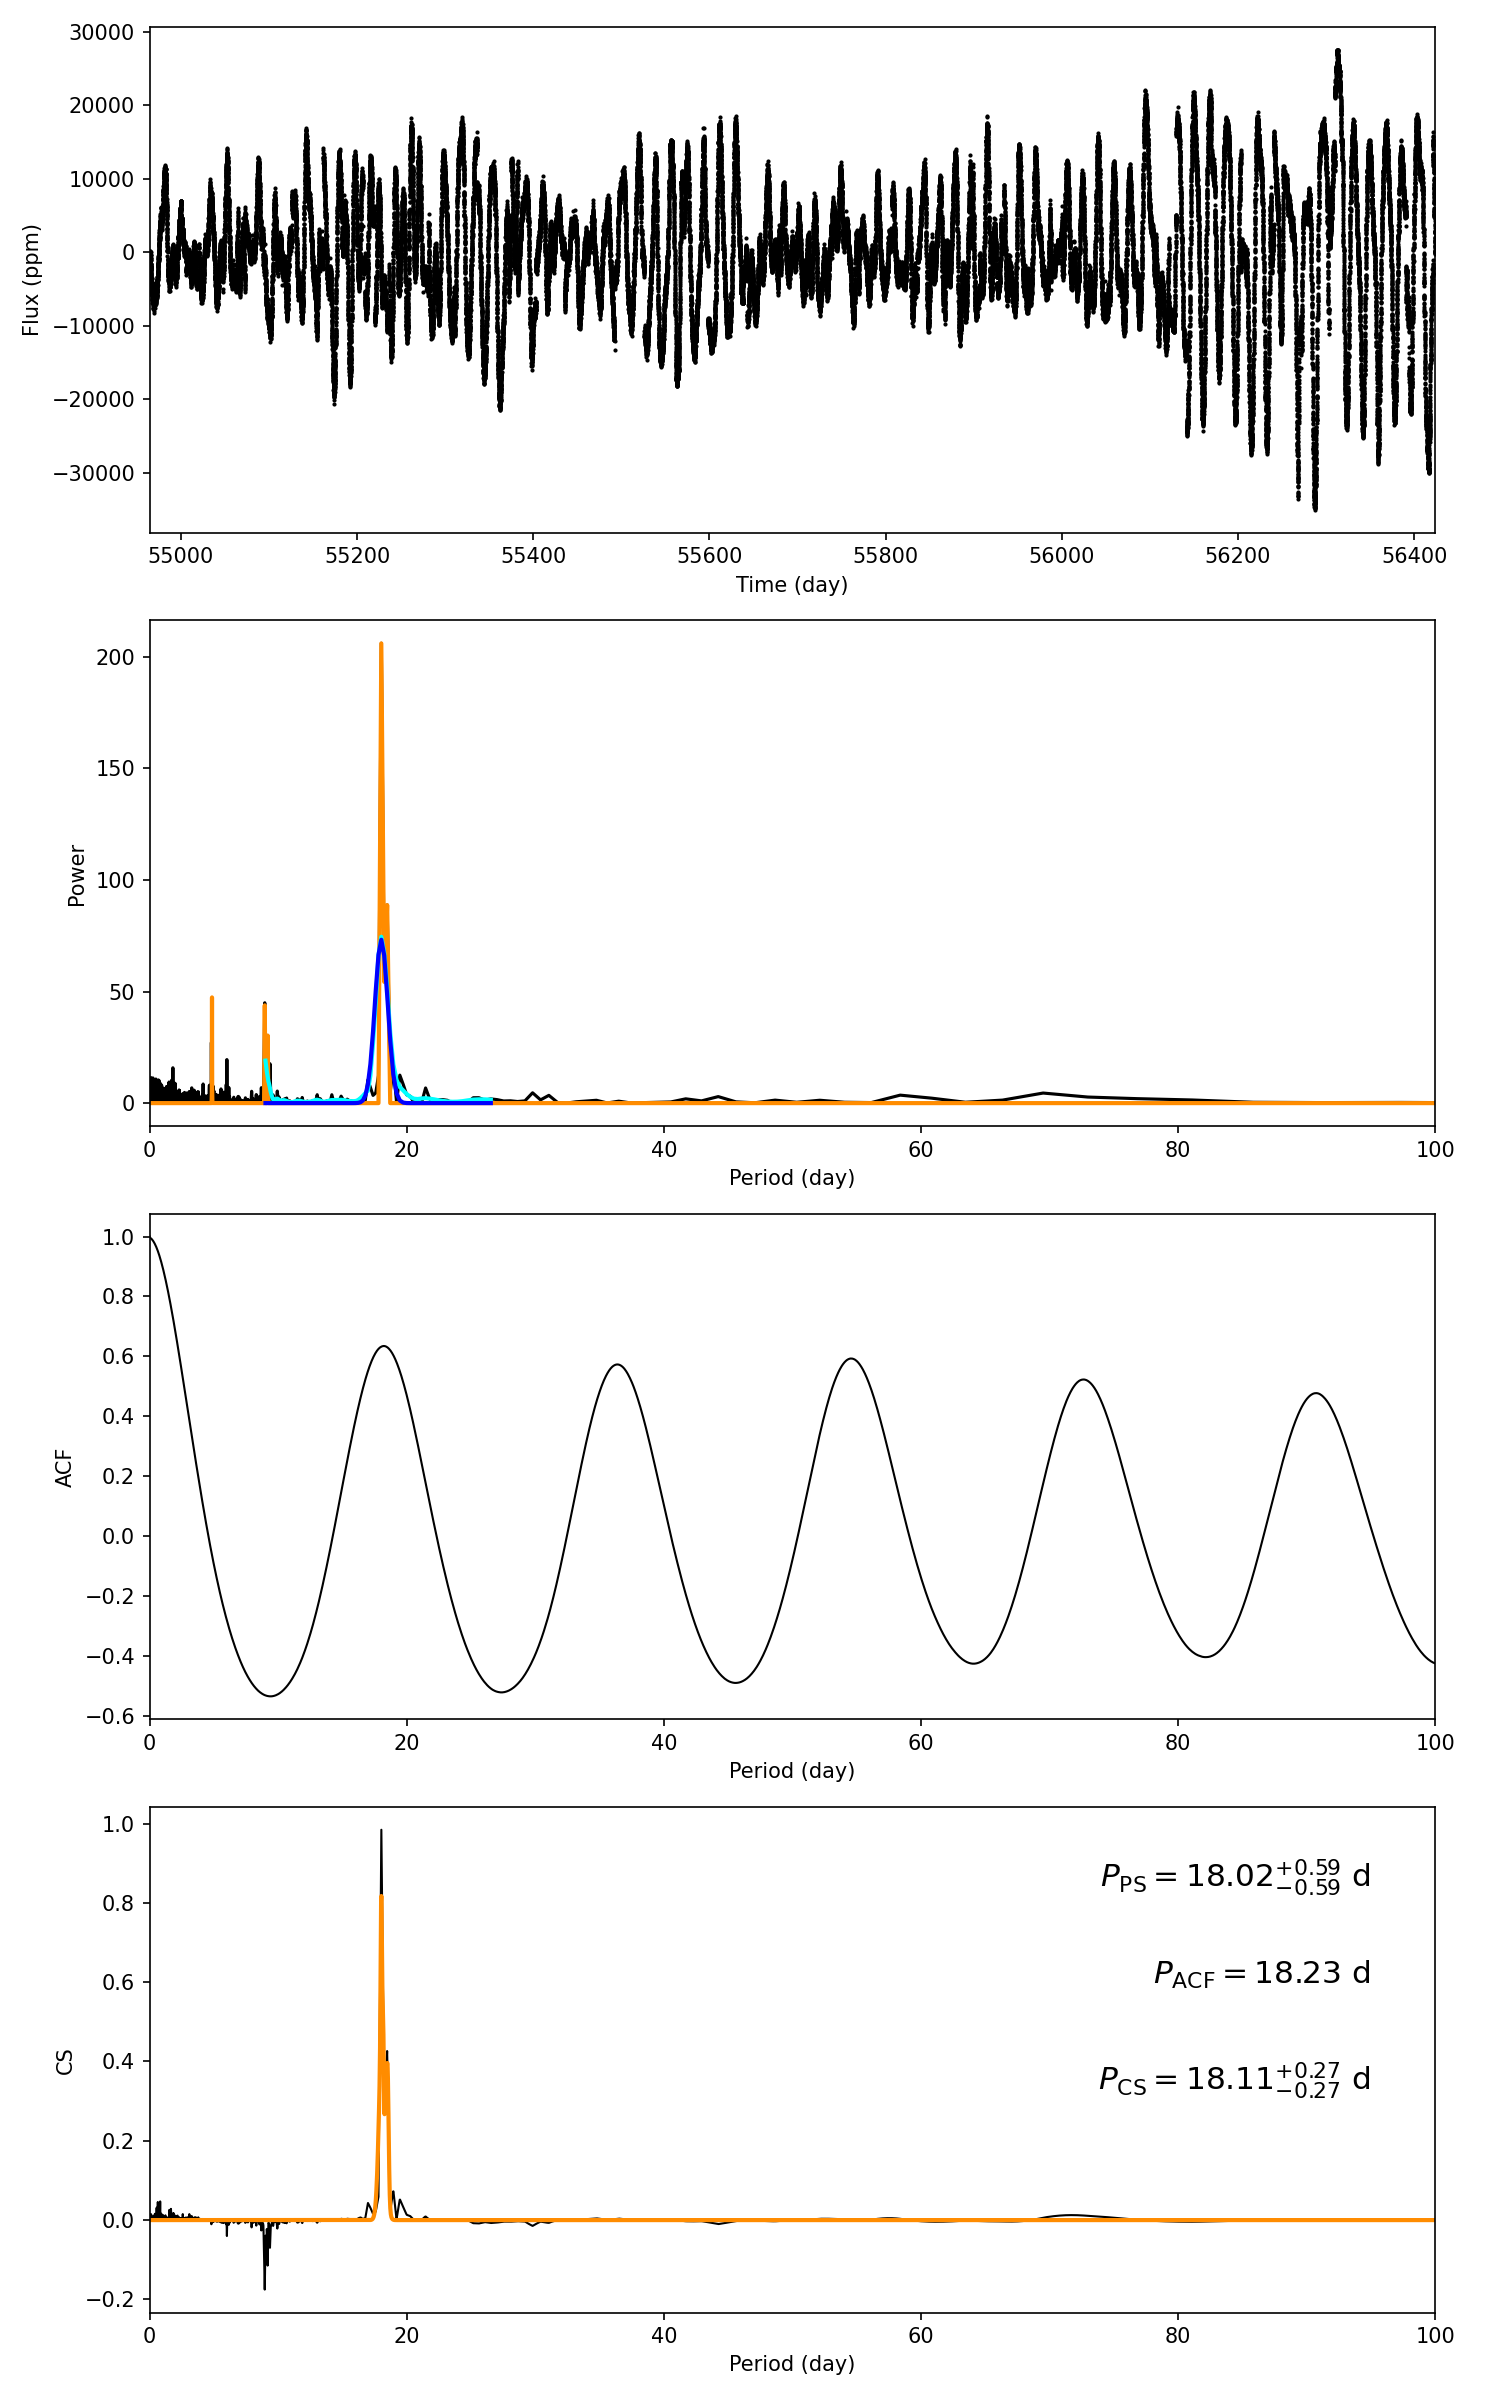 30000
20000
10000
0
−10000
−20000
−30000
Flux (ppm)
55000 55200 55400 55600 55800 56000 56200 56400
Time (day)
200
150
100
50
0
Power
0 20 40 60 80 100
Period (day)
1.0
0.8
0.6
0.4
0.2
0.0
−0.2
−0.4
−0.6
ACF
0 20 40 60 80 100
Period (day)
1.0
0.8
0.6
0.4
0.2
0.0
−0.2
CS
P_PS = 18.02^{+0.59}_{−0.59} d
P_ACF = 18.23 d
P_CS = 18.11^{+0.27}_{−0.27} d
0 20 40 60 80 100
Period (day)